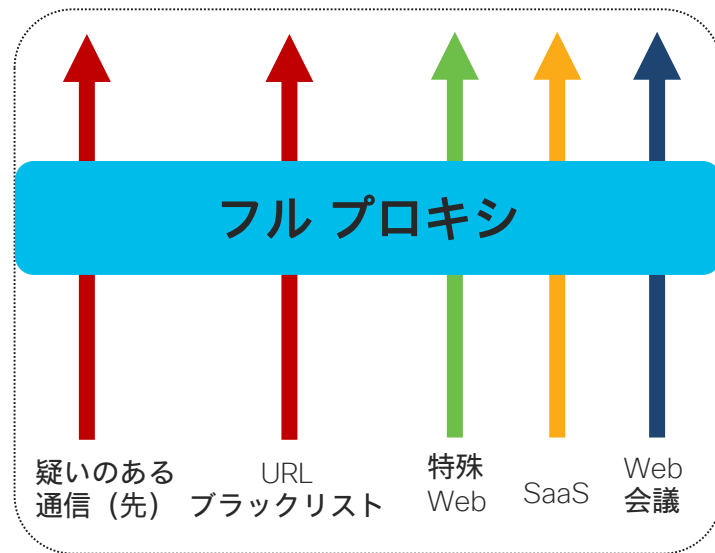 フル プロキシ
疑いのある
通信（先）
URL
ブラックリスト
特殊
Web
SaaS
Web
会議